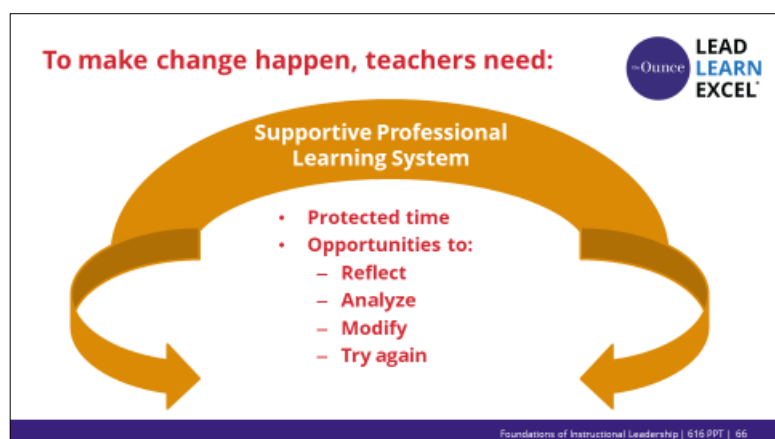 To make change happen, teachers need:
the Ounce
LEAD
LEARN
EXCEL
Supportive Professional
Learning System
• Protected time
• Opportunities to:
– Reflect
– Analyze
– Modify
– Try again
Foundations of Instructional Leadership | 616 PPT | 66